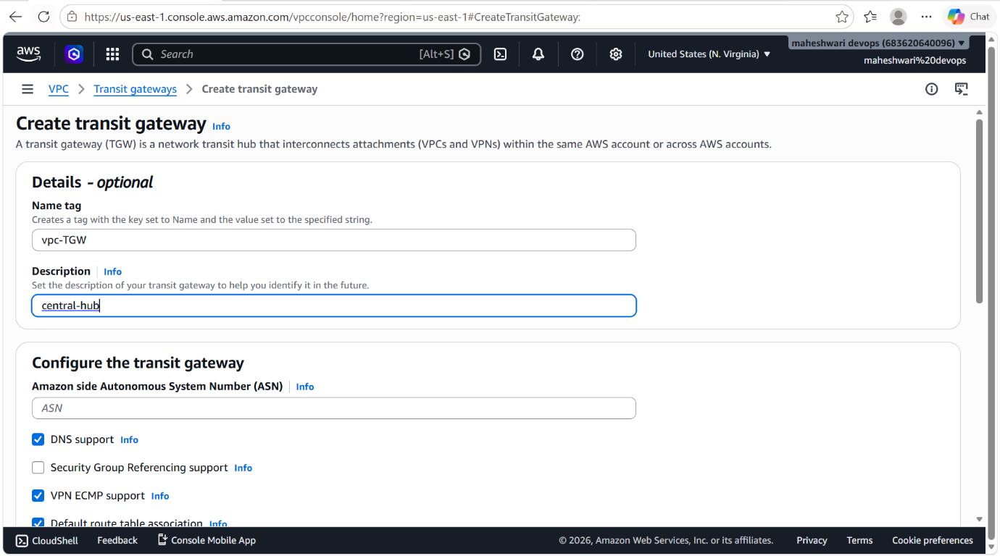 https://us-east-1.console.aws.amazon.com/vpcconsole/home?region=us-east-1#CreateTransitGateway:
Chat
aws
Search
[Alt+S]
United States (N. Virginia) ▼
maheshwari devops (683620640096) ▼
maheshwari%20devops
VPC > Transit gateways > Create transit gateway
Create transit gateway Info
A transit gateway (TGW) is a network transit hub that interconnects attachments (VPCs and VPNs) within the same AWS account or across AWS accounts.
Details - optional
Name tag
Creates a tag with the key set to Name and the value set to the specified string.
vpc-TGW
Description Info
Set the description of your transit gateway to help you identify it in the future.
central-hub
Configure the transit gateway
Amazon side Autonomous System Number (ASN) Info
ASN
DNS support Info
Security Group Referencing support Info
VPN ECMP support Info
Default route table association Info
CloudShell Feedback Console Mobile App © 2026, Amazon Web Services, Inc. or its affiliates. Privacy Terms Cookie preferences